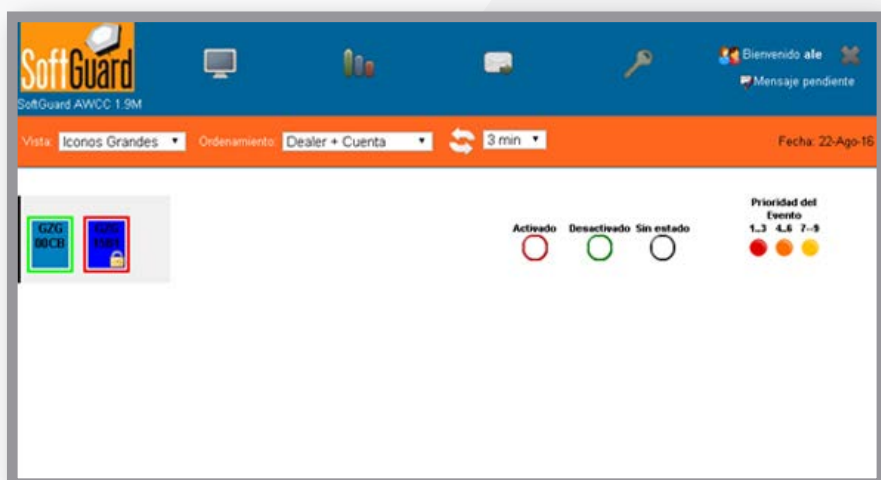 SoftGuard
SoftGuard AWCC 1.9M
Bienvenido ale
Mensaje pendiente
Vista: Iconos Grandes Ordenamiento: Dealer + Cuenta 3 min Fecha: 22-Ago-16
GZG
00CB
GZG
Activado Desactivado Sin estado
Prioridad del
Evento
1..3 4..6 7--9